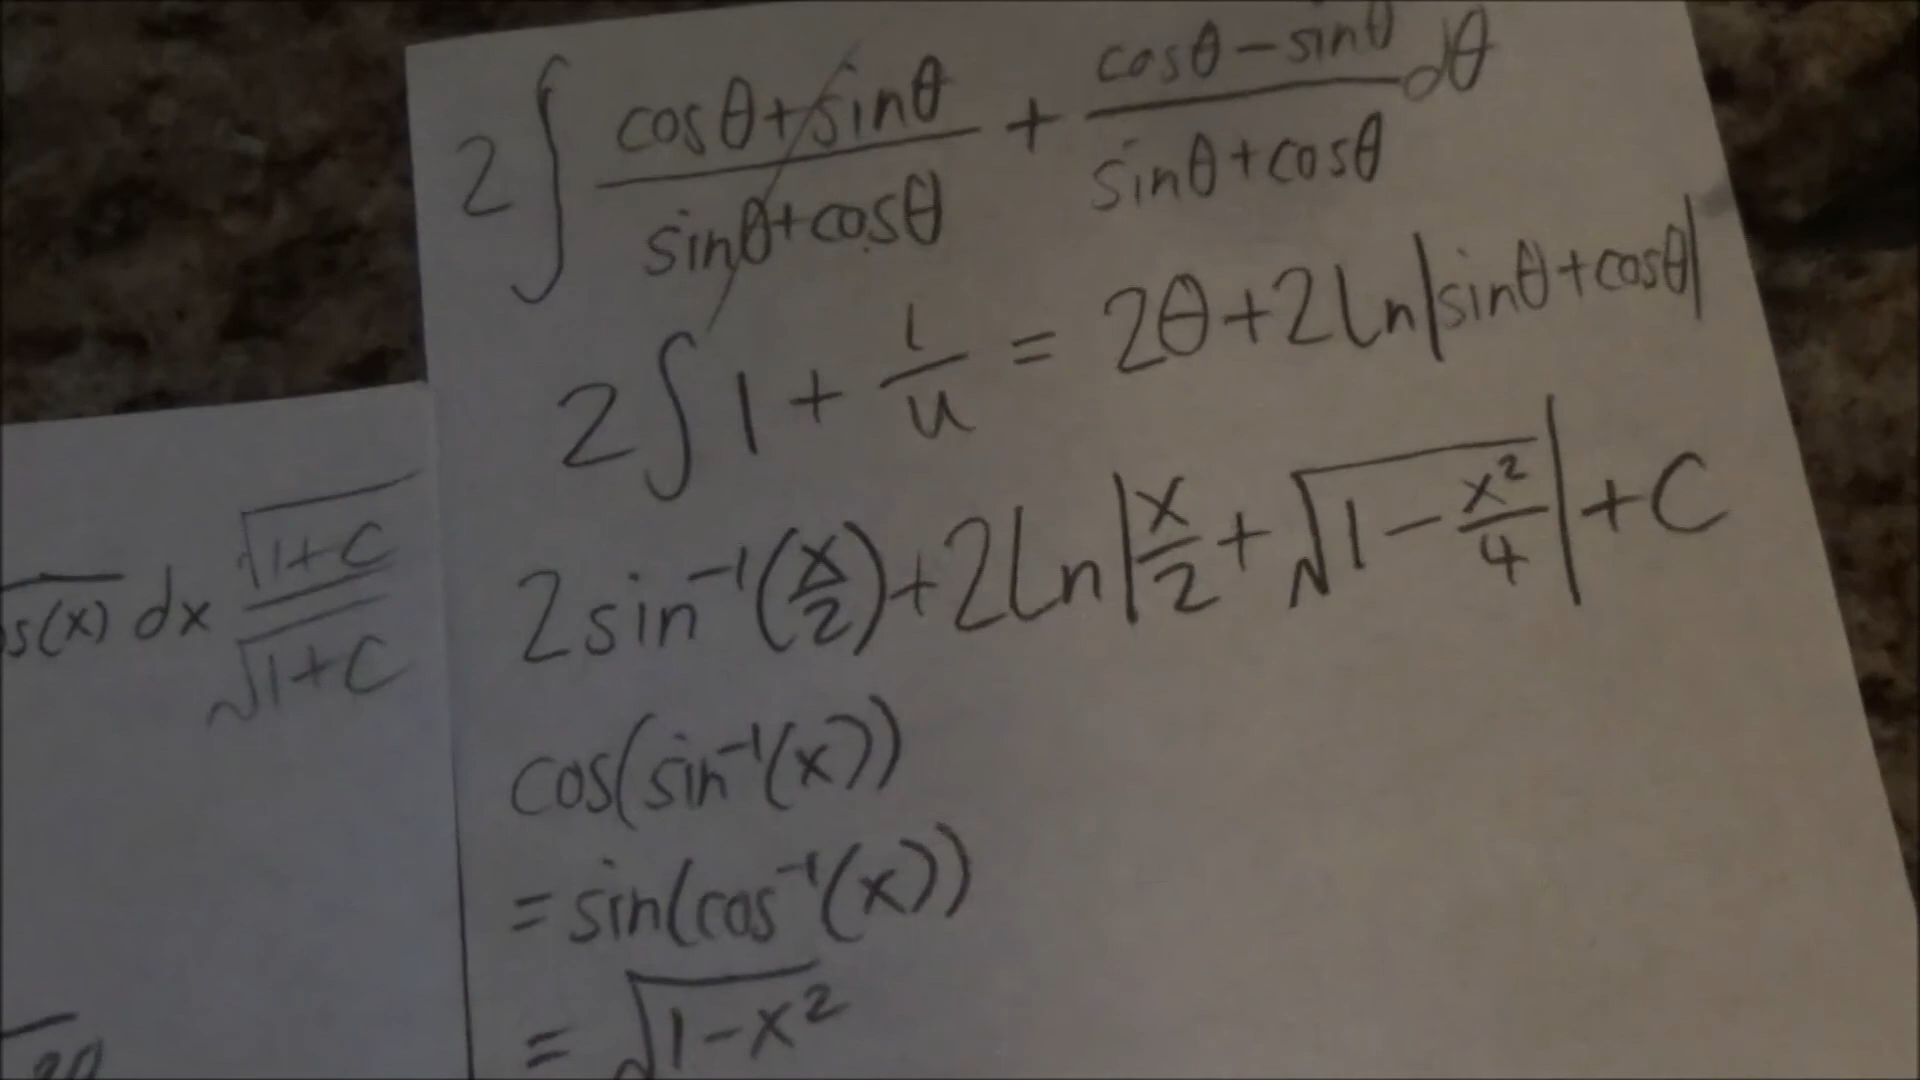 2∫ (cosθ+sinθ)/(sinθ+cosθ) + (cosθ−sinθ)/(sinθ+cosθ) dθ
2∫ 1 + 1/u = 2θ+2ln|sinθ+cosθ|
2sin⁻¹(x/2)+2ln|x/2+√(1−x²/4)|+C
cos(sin⁻¹(x))
=sin(cos⁻¹(x))
= √(1−x²)
s(x) dx √(1+C)/√(1+C)